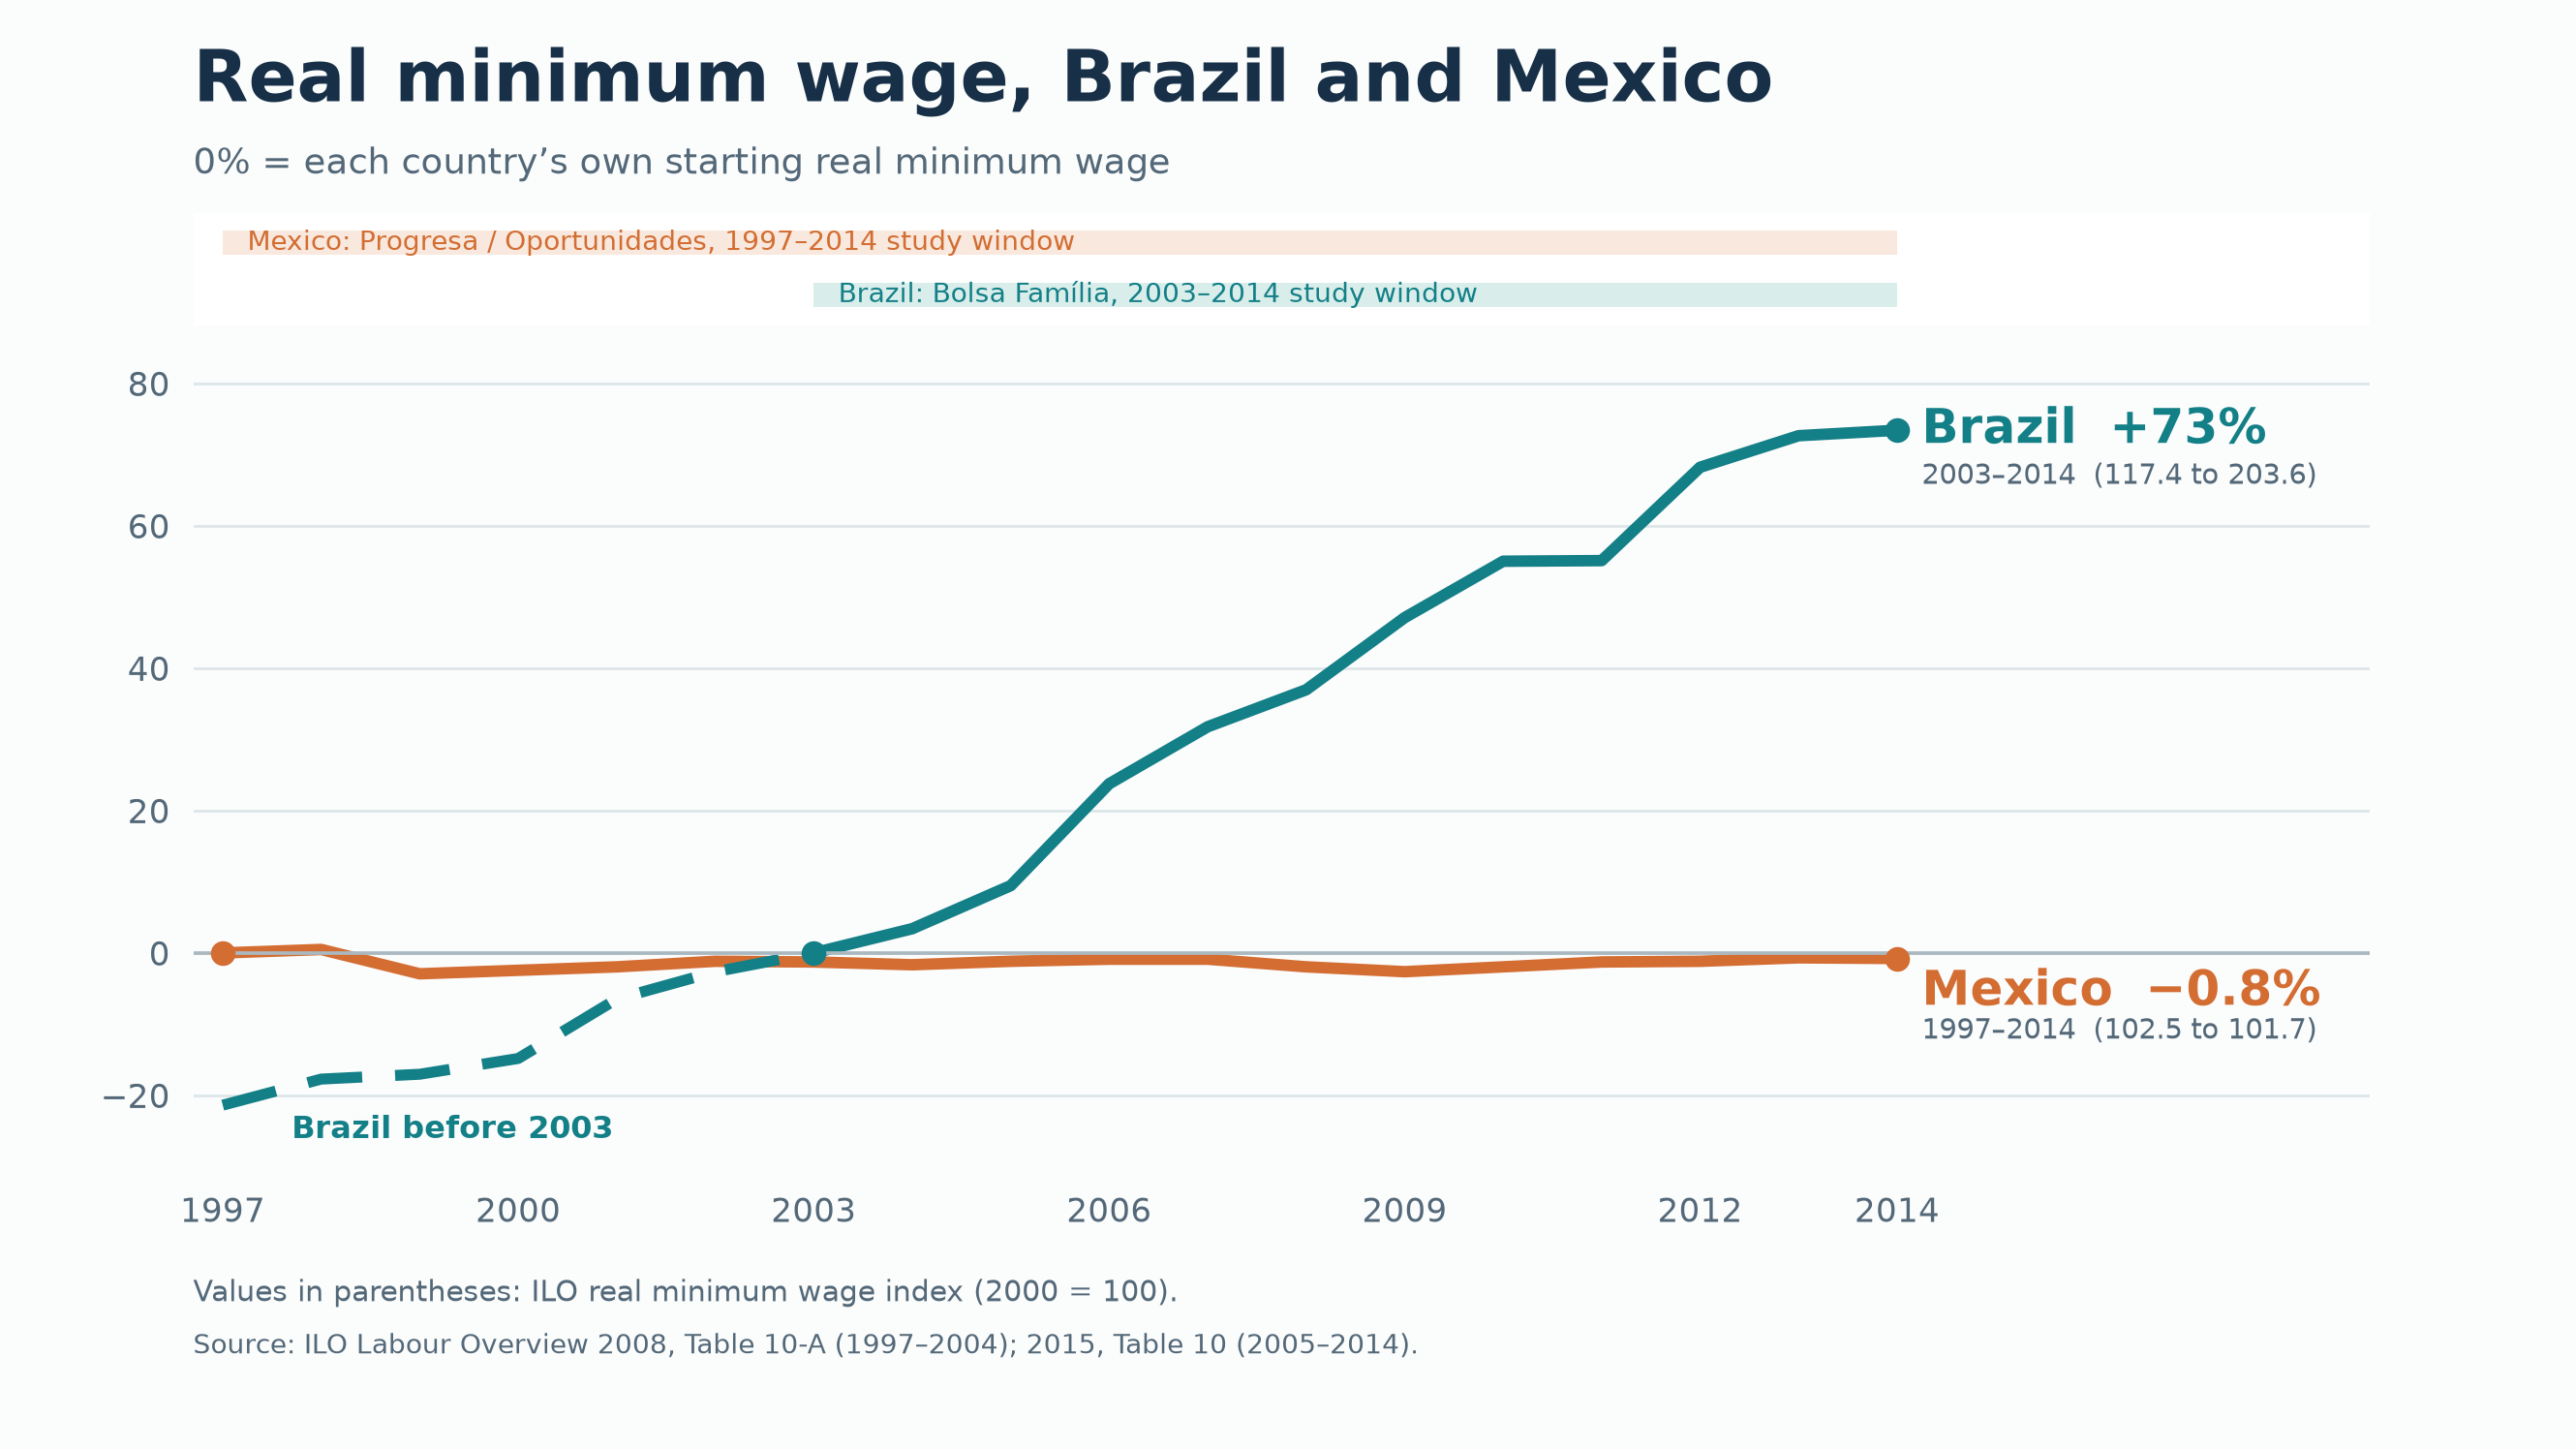 Real minimum wage, Brazil and Mexico
0% = each country’s own starting real minimum wage
Mexico: Progresa / Oportunidades, 1997–2014 study window
Brazil: Bolsa Família, 2003–2014 study window
80
Brazil +73%
2003–2014 (117.4 to 203.6)
60
40
20
0
Mexico −0.8%
1997–2014 (102.5 to 101.7)
−20
Brazil before 2003
1997 2000 2003 2006 2009 2012 2014
Values in parentheses: ILO real minimum wage index (2000 = 100).
Source: ILO Labour Overview 2008, Table 10-A (1997–2004); 2015, Table 10 (2005–2014).